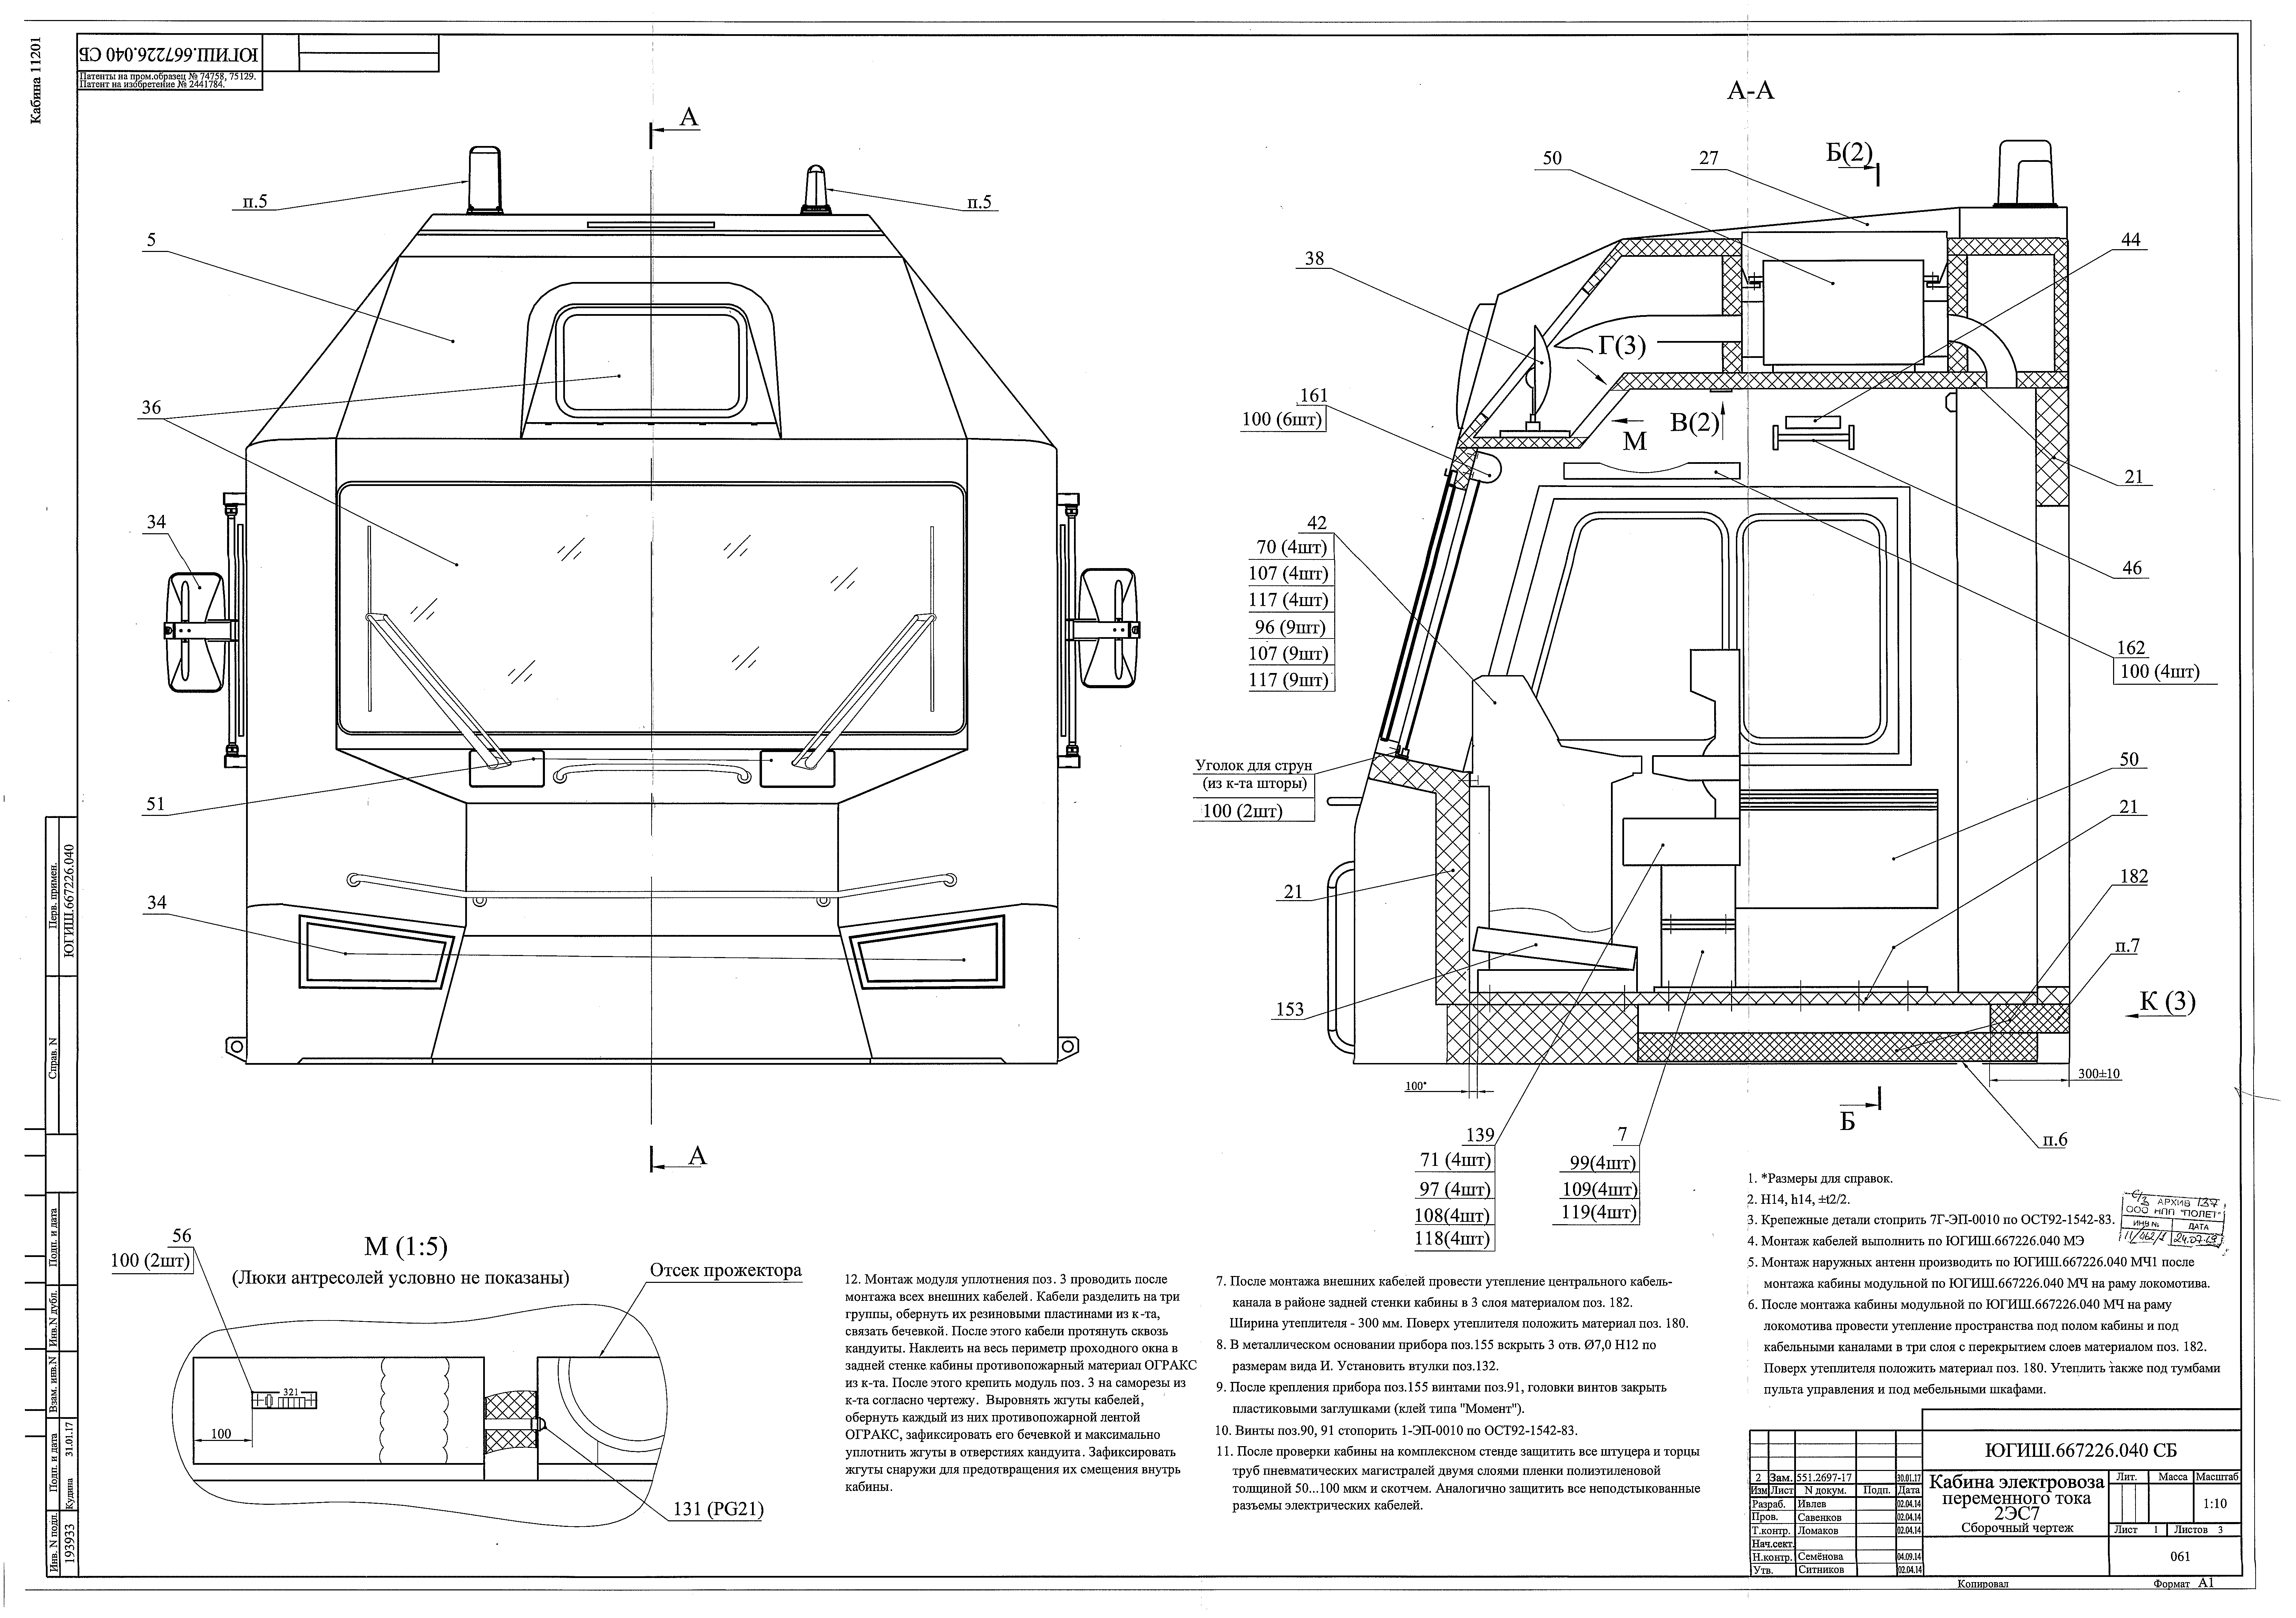 Кабина 11201
ЮГИШ.667226.040 СБ
Патенты на пром.образец № 74758, 75129.
Патент на изобретение № 2441784.
А
п.5
п.5
5
36
34
51
34
А
А-А
50
27
Б(2)
44
38
Г(3)
161
100 (6шт)
М
В(2)
21
42
70 (4шт)
107 (4шт)
117 (4шт)
96 (9шт)
107 (9шт)
117 (9шт)
46
162
100 (4шт)
Уголок для струн
(из к-та шторы)
100 (2шт)
50
21
21
182
п.7
153
К (3)
100*
300±10
Б
п.6
139
71 (4шт)
97 (4шт)
108(4шт)
118(4шт)
7
99(4шт)
109(4шт)
119(4шт)
56
100 (2шт)
М (1:5)
(Люки антресолей условно не показаны)
Отсек прожектора
321
100
131 (PG21)
1. *Размеры для справок.
2. H14, h14, ±t2/2.
3. Крепежные детали стопорить 7Г-ЭП-0010 по ОСТ92-1542-83.
4. Монтаж кабелей выполнить по ЮГИШ.667226.040 МЭ
5. Монтаж наружных антенн производить по ЮГИШ.667226.040 МЧ1 после
монтажа кабины модульной по ЮГИШ.667226.040 МЧ на раму локомотива.
6. После монтажа кабины модульной по ЮГИШ.667226.040 МЧ на раму
локомотива провести утепление пространства под полом кабины и под
кабельными каналами в три слоя с перекрытием слоев материалом поз. 182.
Поверх утеплителя положить материал поз. 180. Утеплить также под тумбами
пульта управления и под мебельными шкафами.
7. После монтажа внешних кабелей провести утепление центрального кабель-
канала в районе задней стенки кабины в 3 слоя материалом поз. 182.
Ширина утеплителя - 300 мм. Поверх утеплителя положить материал поз. 180.
8. В металлическом основании прибора поз.155 вскрыть 3 отв. Ø7,0 Н12 по
размерам вида И. Установить втулки поз.132.
9. После крепления прибора поз.155 винтами поз.91, головки винтов закрыть
пластиковыми заглушками (клей типа "Момент").
10. Винты поз.90, 91 стопорить 1-ЭП-0010 по ОСТ92-1542-83.
11. После проверки кабины на комплексном стенде защитить все штуцера и торцы
труб пневматических магистралей двумя слоями пленки полиэтиленовой
толщиной 50...100 мкм и скотчем. Аналогично защитить все неподстыкованные
разъемы электрических кабелей.
12. Монтаж модуля уплотнения поз. 3 проводить после
монтажа всех внешних кабелей. Кабели разделить на три
группы, обернуть их резиновыми пластинами из к-та,
связать бечевкой. После этого кабели протянуть сквозь
кандуиты. Наклеить на весь периметр проходного окна в
задней стенке кабины противопожарный материал ОГРАКС
из к-та. После этого крепить модуль поз. 3 на саморезы из
к-та согласно чертежу. Выровнять жгуты кабелей,
обернуть каждый из них противопожарной лентой
ОГРАКС, зафиксировать его бечевкой и максимально
уплотнить жгуты в отверстиях кандуита. Зафиксировать
жгуты снаружи для предотвращения их смещения внутрь
кабины.
АРХИВ 137
ООО НПП "ПОЛЕТ"
ИНВ № ДАТА
Перв. примен.
ЮГИШ.667226.040
Справ. N
Подп. и дата
Инв.N дубл.
Взам. инв.N
Подп. и дата
Кудина 31.01.17
Инв. N подл.
193933
ЮГИШ.667226.040 СБ
2 Зам. 551.2697-17 30.01.17
Изм Лист N докум. Подп. Дата
Разраб. Ивлев 02.04.14
Пров. Савенков 02.04.14
Т.контр. Ломаков 02.04.14
Нач.сект.
Н.контр. Семёнова 04.09.14
Утв. Ситников 02.04.14
Кабина электровоза
переменного тока
2ЭС7
Сборочный чертеж
Лит. Масса Масштаб
1:10
Лист 1 Листов 3
061
Копировал Формат А1